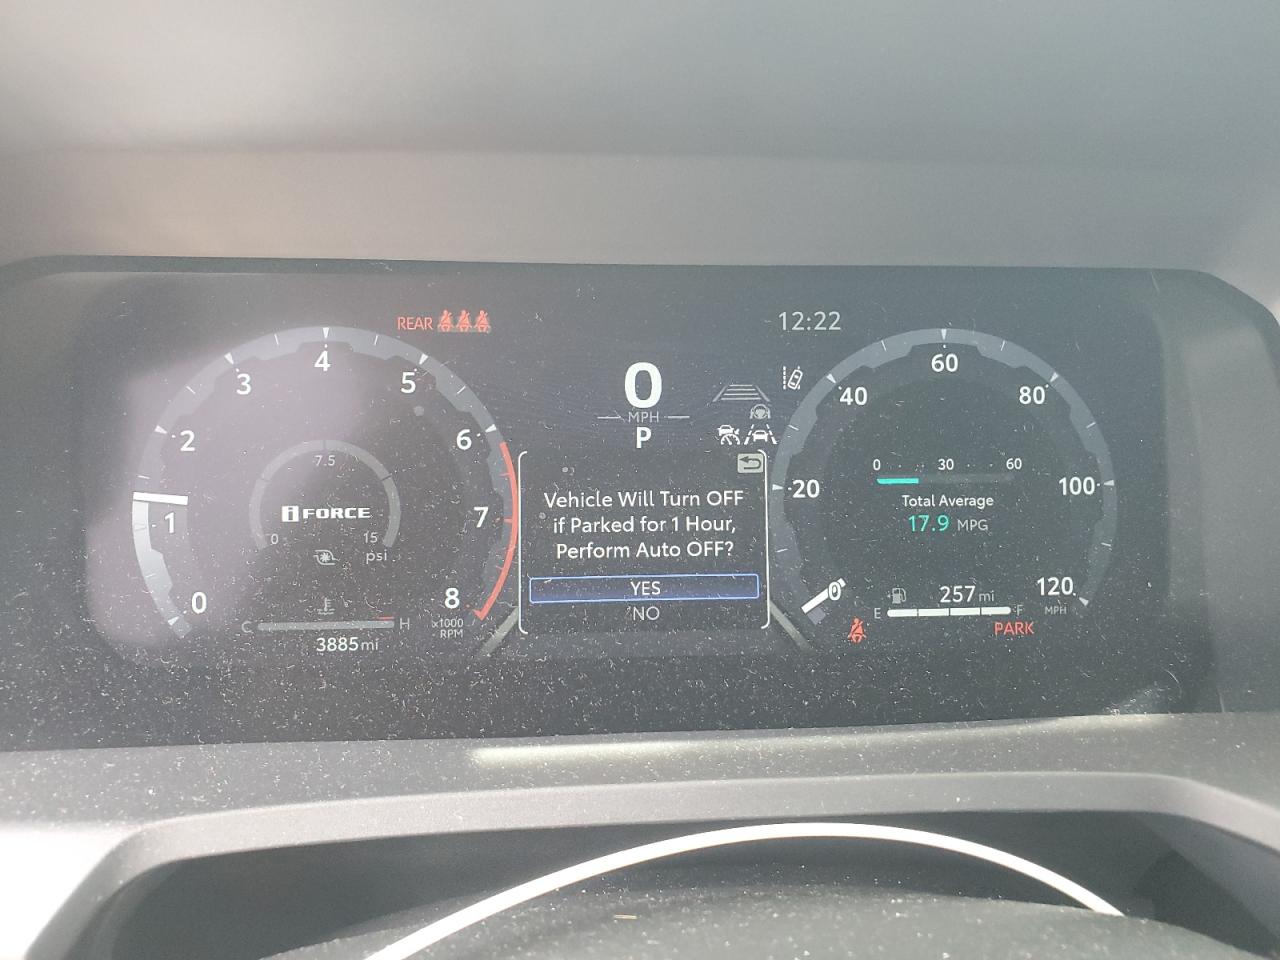 REAR
12:22
0
MPH
P
0
1
2
3
4
5
6
7
8
x1000
RPM
7.5
i FORCE
0 15
psi
C H
3885 mi
Vehicle Will Turn OFF
if Parked for 1 Hour,
Perform Auto OFF?
YES
NO
0
20
40
60
80
100
120
MPH
0 30 60
Total Average
17.9 MPG
257 mi
E F
PARK